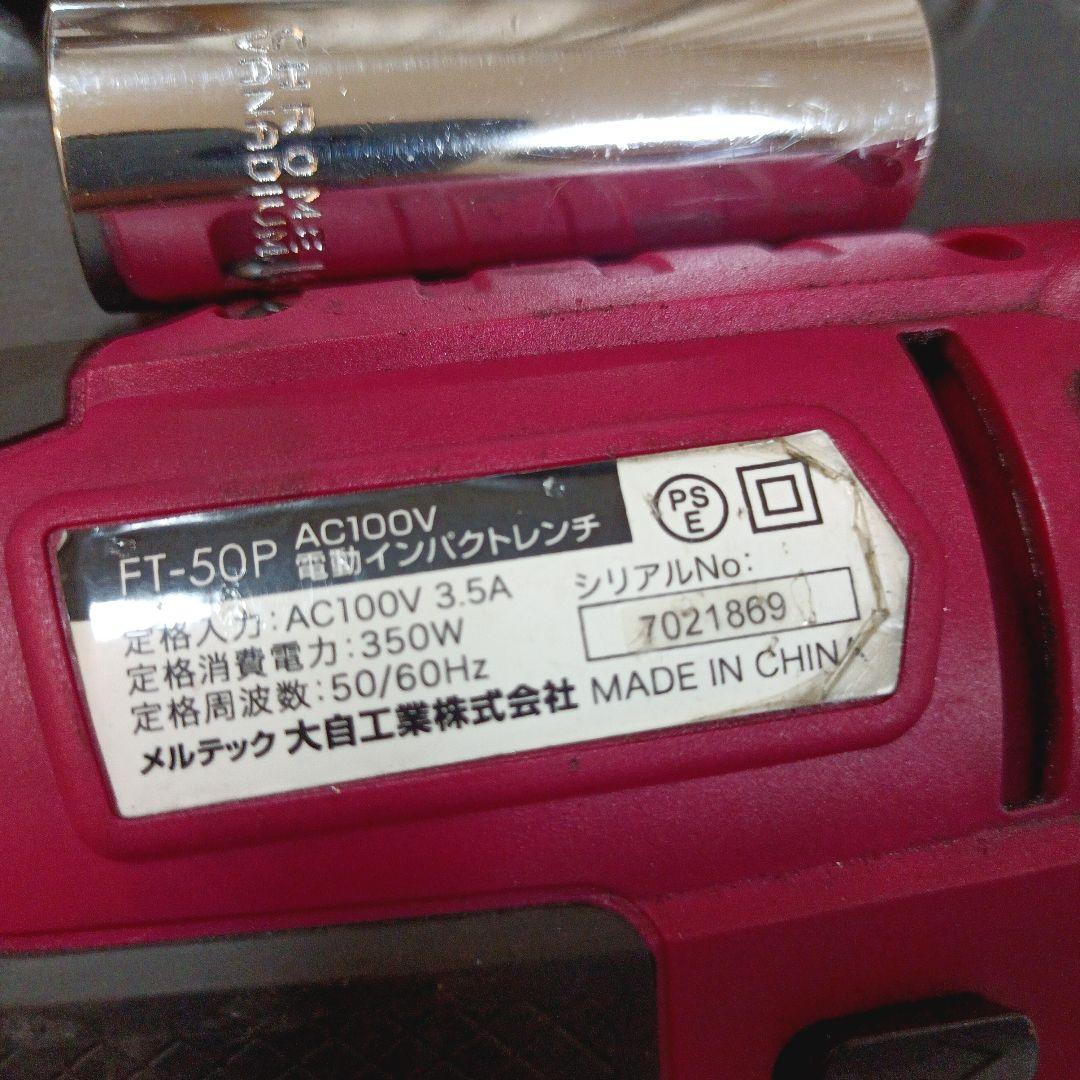 CHROME
VANADIUM
FT-50P AC100V
電動インパクトレンチ
定格入力:AC100V 3.5A
定格消費電力:350W
定格周波数:50/60Hz
メルテック 大自工業株式会社
PS
E
シリアルNo:
7021869
MADE IN CHINA